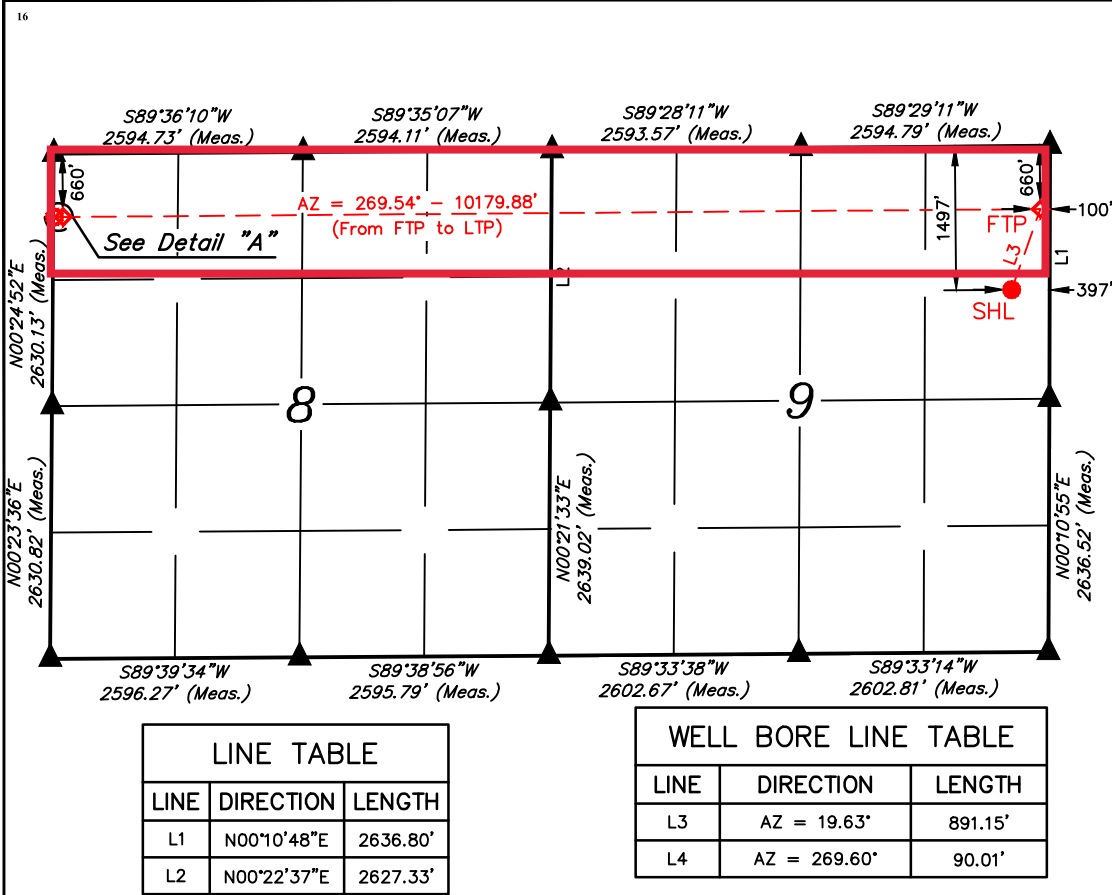 16
S89°36'10"W
2594.73' (Meas.)
S89°35'07"W
2594.11' (Meas.)
S89°28'11"W
2593.57' (Meas.)
S89°29'11"W
2594.79' (Meas.)
660'
660'
1497'
AZ = 269.54° - 10179.88'
(From FTP to LTP)
See Detail "A"
FTP
100'
L3
L1
L2
397'
SHL
N00°24'52"E
2630.13' (Meas.)
8
9
N00°23'36"E
2630.82' (Meas.)
N00°21'33"E
2639.02' (Meas.)
N00°10'55"E
2636.52' (Meas.)
S89°39'34"W
2596.27' (Meas.)
S89°38'56"W
2595.79' (Meas.)
S89°33'38"W
2602.67' (Meas.)
S89°33'14"W
2602.81' (Meas.)
LINE TABLE
LINE DIRECTION LENGTH
L1 N00°10'48"E 2636.80'
L2 N00°22'37"E 2627.33'
WELL BORE LINE TABLE
LINE DIRECTION LENGTH
L3 AZ = 19.63° 891.15'
L4 AZ = 269.60° 90.01'